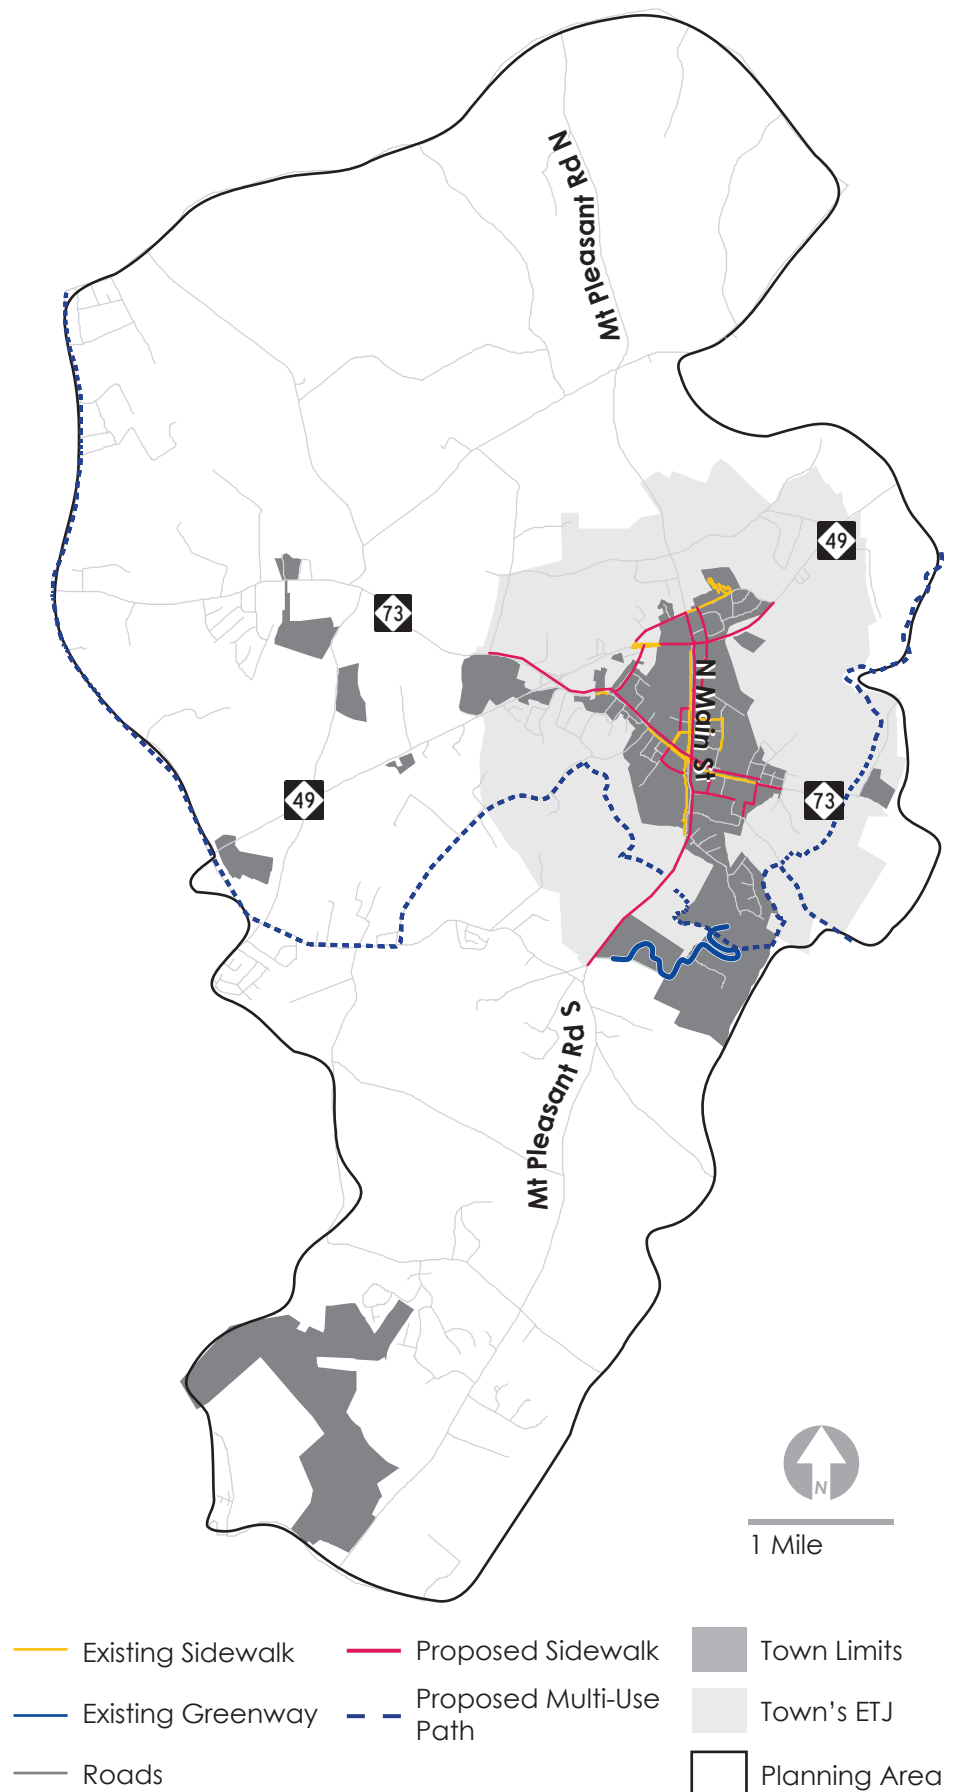 Mt Pleasant Rd N
49
73
N Main St
49
73
Mt Pleasant Rd S
N
1 Mile
Existing Sidewalk
Proposed Sidewalk
Town Limits
Existing Greenway
Proposed Multi-Use
Path
Town’s ETJ
Roads
Planning Area